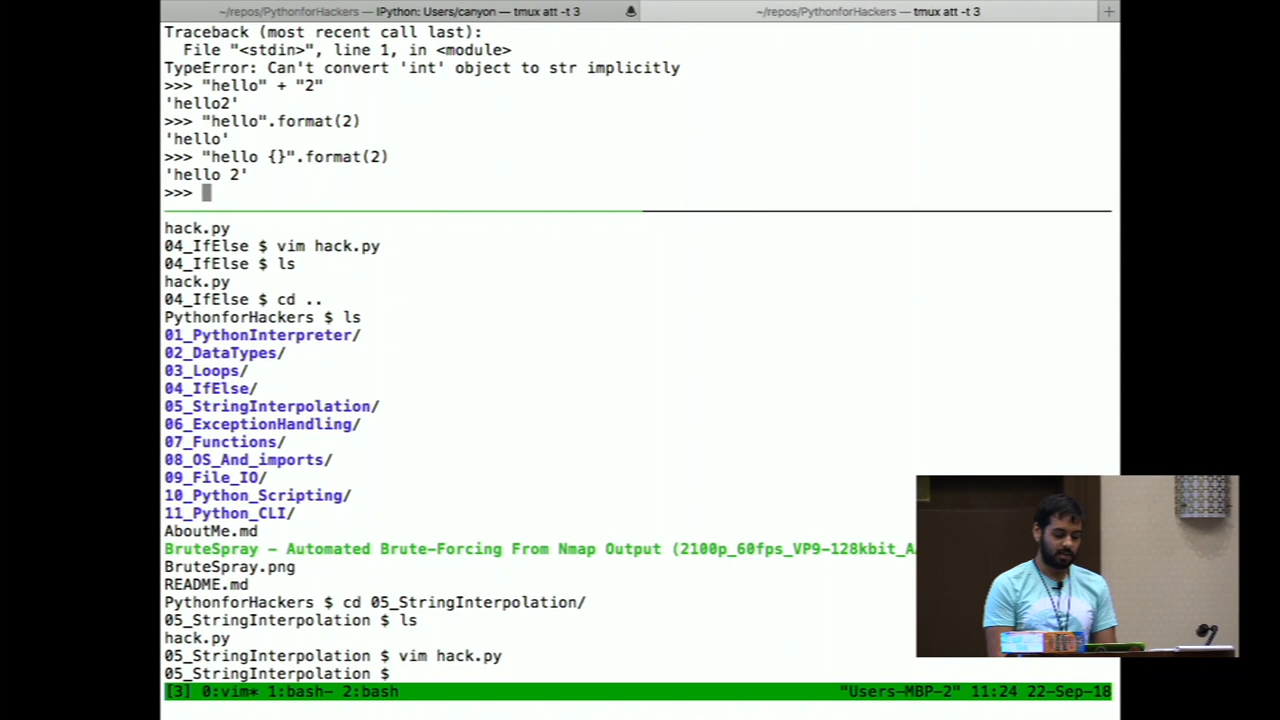 ~/repos/PythonforHackers — IPython: Users/canyon — tmux att -t 3
~/repos/PythonforHackers — tmux att -t 3
Traceback (most recent call last):
File "<stdin>", line 1, in <module>
TypeError: Can't convert 'int' object to str implicitly
>>> "hello" + "2"
'hello2'
>>> "hello".format(2)
'hello'
>>> "hello {}".format(2)
'hello 2'
>>>
hack.py
04_IfElse $ vim hack.py
04_IfElse $ ls
hack.py
04_IfElse $ cd ..
PythonforHackers $ ls
01_PythonInterpreter/
02_DataTypes/
03_Loops/
04_IfElse/
05_StringInterpolation/
06_ExceptionHandling/
07_Functions/
08_OS_And_imports/
09_File_IO/
10_Python_Scripting/
11_Python_CLI/
AboutMe.md
BruteSpray - Automated Brute-Forcing From Nmap Output (2100p_60fps_VP9-128kbit_A
BruteSpray.png
README.md
PythonforHackers $ cd 05_StringInterpolation/
05_StringInterpolation $ ls
hack.py
05_StringInterpolation $ vim hack.py
05_StringInterpolation $
[3] 0:vim* 1:bash- 2:bash "Users-MBP-2" 11:24 22-Sep-18